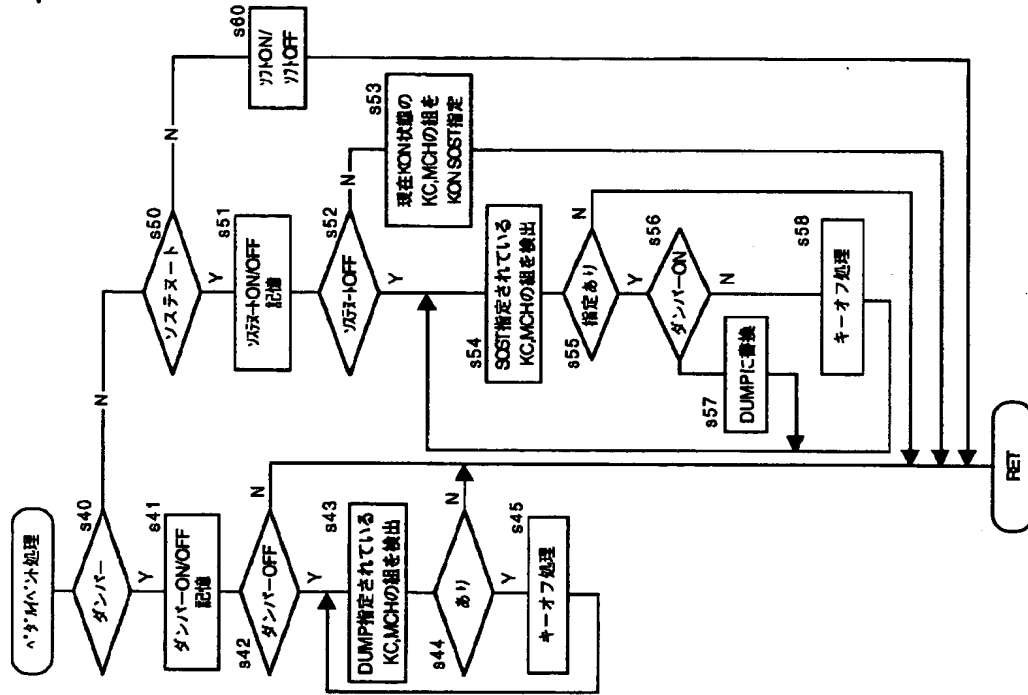 ペダルイベント処理
ダンパー
s40
N
Y
ダンパーON/OFF
記憶
s41
ダンパーOFF
s42
N
Y
DUMP指定されている
KC,MCHの組を検出
s43
あり
s44
N
Y
キーオフ処理
s45
ソステヌート
s50
N
Y
ソステヌートON/OFF
記憶
s51
ソステヌートOFF
s52
N
Y
現在KON状態の
KC,MCHの組を
KON SOST指定
s53
SOST指定されている
KC,MCHの組を検出
s54
指定あり
s55
N
Y
ダンパーON
s56
N
DUMPに書換
s57
キーオフ処理
s58
ソフトON/
ソフトOFF
s60
RET